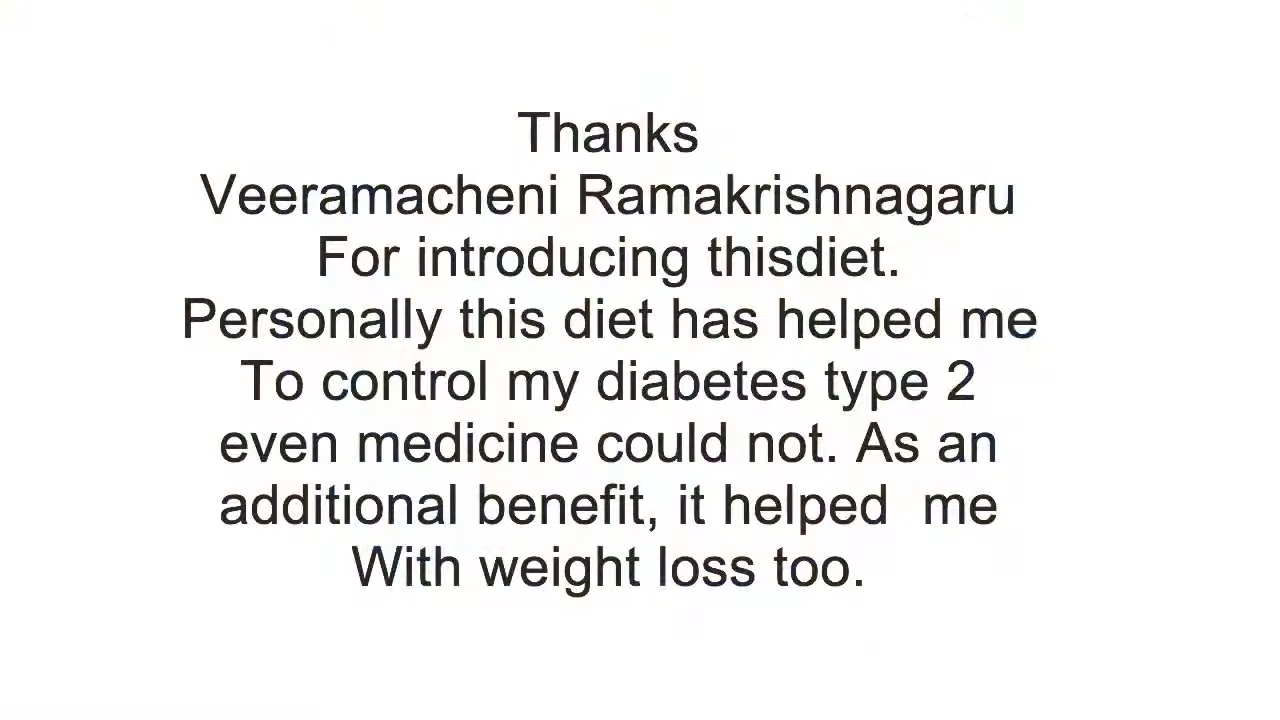 Thanks
Veeramacheni Ramakrishnagaru
For introducing thisdiet.
Personally this diet has helped me
To control my diabetes type 2
even medicine could not. As an
additional benefit, it helped  me
With weight loss too.